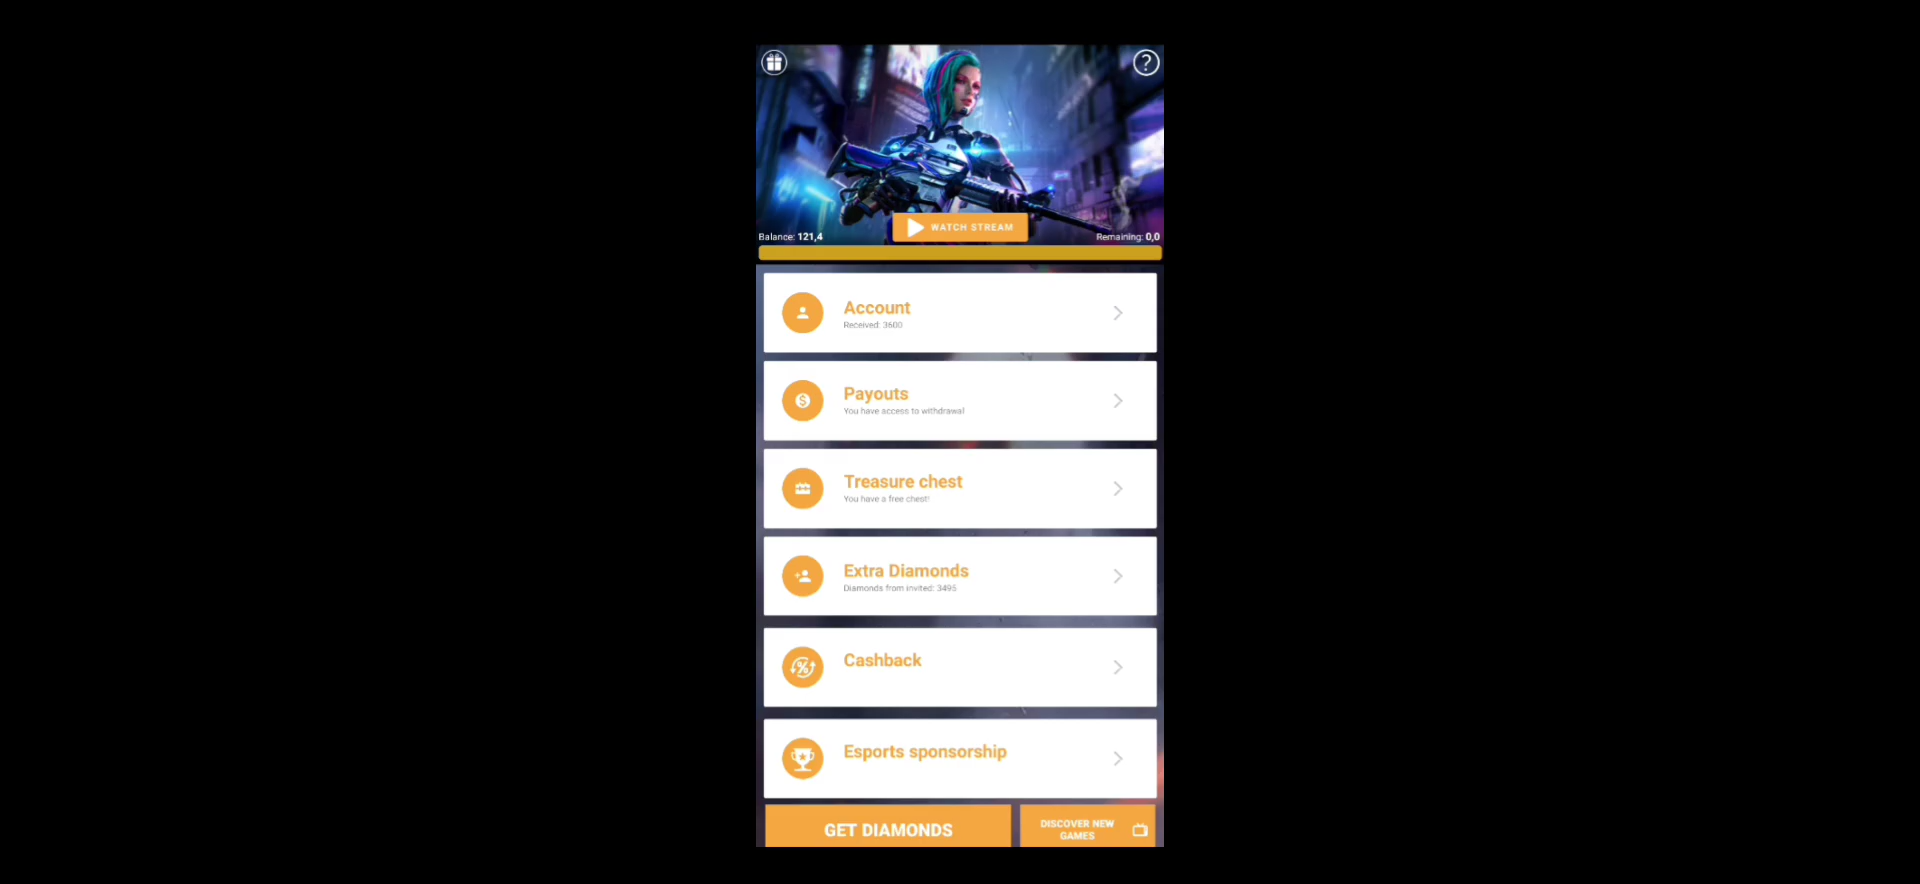 ?
WATCH STREAM
Balance: 121,4
Remaining: 0,0
Account
Received: 3600
Payouts
You have access to withdrawal
Treasure chest
You have a free chest!
Extra Diamonds
Diamonds from invited: 3495
Cashback
Esports sponsorship
GET DIAMONDS
DISCOVER NEW
GAMES